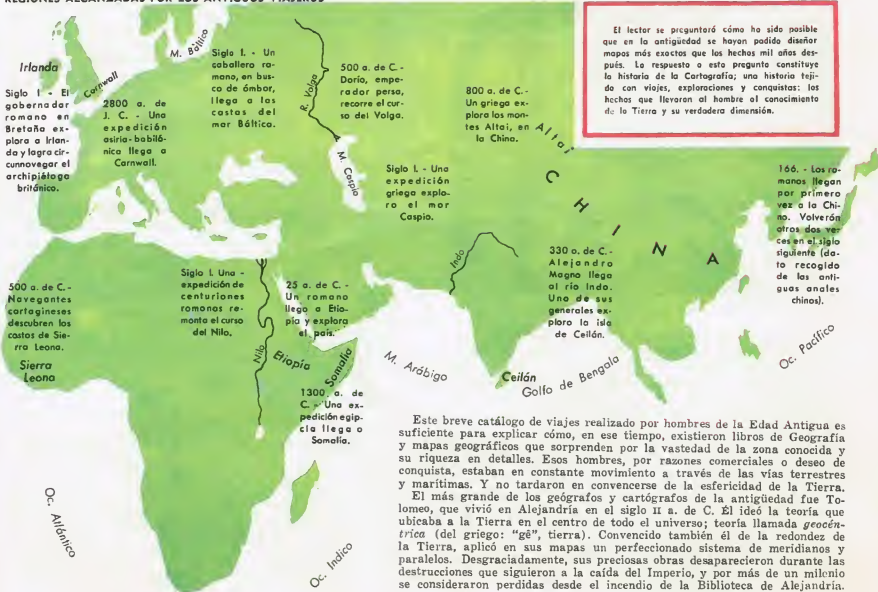 REGIONES ALCANZADAS POR LOS ANTIGUOS VIAJEROS
El lector se preguntará cómo ha sido posible
que en la antigüedad se hayan podido diseñar
mapas más exactos que los hechos mil años des-
pués. La respuesta a esta pregunta constituye
la historia de la Cartografía; una historia teji-
da con viajes, exploraciones y conquistas: los
hechos que llevaron al hombre al conocimiento
de la Tierra y su verdadera dimensión.
Irlanda
Siglo I - El
gobernador
romano en
Bretaña ex-
plora a Irlan-
da y logra cir-
cunnavegar el
archipiélago
británico.
Cornwall
2800 a. de
J. C. - Una
expedición
asirio-babiló-
nica llega a
Cornwall.
M. Báltico
Siglo I. - Un
caballero ro-
mano, en bus-
ca de ámbar,
llega a las
costas del
mar Báltico.
R. Volga
500 a. de C. -
Darío, empe-
rador persa,
recorre el cur-
so del Volga.
M. Caspio
Siglo I. - Una
expedición
griega explo-
ra el mar
Caspio.
800 a. de C. -
Un griego ex-
plora los mon-
tes Altai, en
la China.
Altai
CHINA
166. - Los ro-
manos llegan
por primera
vez a la Chi-
na. Volverán
otras dos ve-
ces en el siglo
siguiente (da-
to recogido
de los anti-
guos anales
chinos).
500 a. de C. -
Navegantes
cartagineses
descubren las
costas de Sie-
rra Leona.
Sierra
Leona
Siglo I. Una -
expedición de
centuriones
romanos re-
monta el curso
del Nilo.
Nilo
25 a. de C. -
Un romano
llega a Etio-
pía y explora
el país.
Etiopía
Somalia
1300 a. de
C. - Una ex-
pedición egip-
cia llega a
Somalía.
Indo
330 a. de C. -
Alejandro
Magno llega
al río Indo.
Uno de sus
generales ex-
plora la isla
de Ceilán.
M. Arábigo
Ceilán
Golfo de Bengala
Oc. Pacífico
Oc. Atlántico
Oc. Indico
Este breve catálogo de viajes realizado por hombres de la Edad Antigua es
suficiente para explicar cómo, en ese tiempo, existieron libros de Geografía
y mapas geográficos que sorprenden por la vastedad de la zona conocida y
su riqueza en detalles. Esos hombres, por razones comerciales o deseo de
conquista, estaban en constante movimiento a través de las vías terrestres
y marítimas. Y no tardaron en convencerse de la esfericidad de la Tierra.
El más grande de los geógrafos y cartógrafos de la antigüedad fue To-
lomeo, que vivió en Alejandría en el siglo II a. de C. Él ideó la teoría que
ubicaba a la Tierra en el centro de todo el universo; teoría llamada geocén-
trica (del griego: "gê", tierra). Convencido también él de la redondez de
la Tierra, aplicó en sus mapas un perfeccionado sistema de meridianos y
paralelos. Desgraciadamente, sus preciosas obras desaparecieron durante las
destrucciones que siguieron a la caída del Imperio, y por más de un milenio
se consideraron perdidas desde el incendio de la Biblioteca de Alejandría.